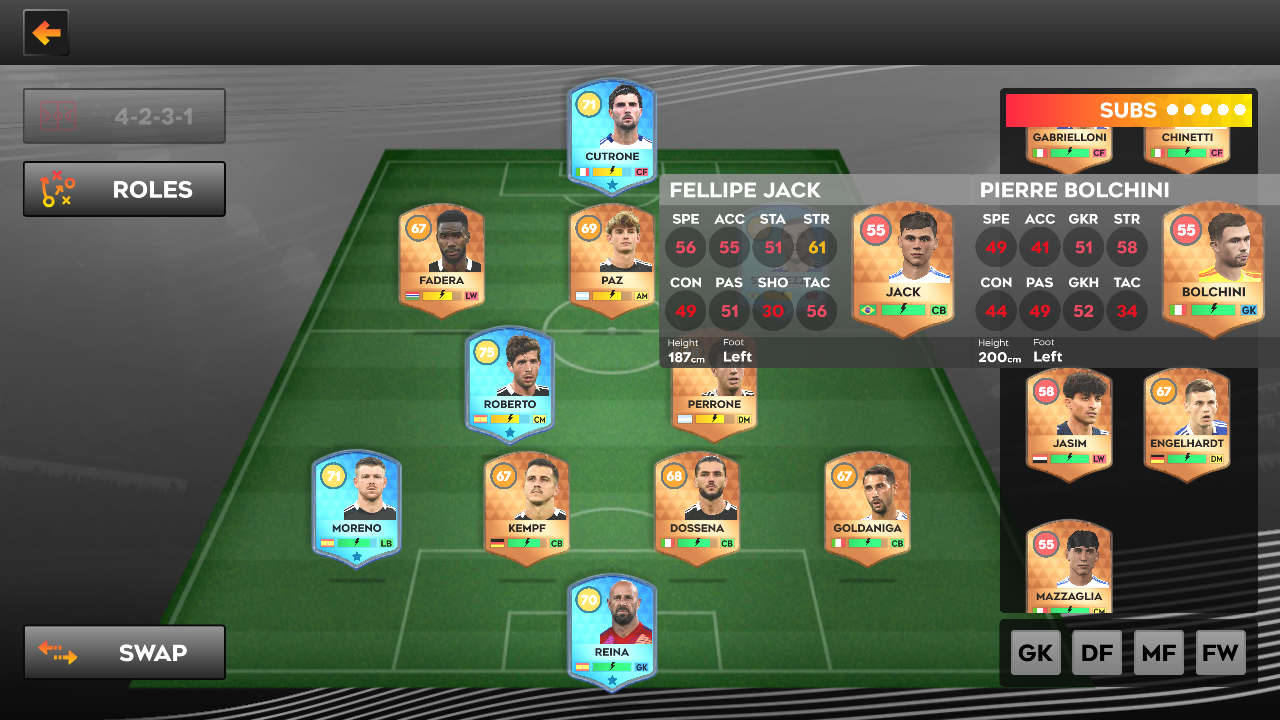 4-2-3-1
ROLES
SWAP
71
CUTRONE
CF
67
FADERA
LW
69
PAZ
AM
75
ROBERTO
CM
PERRONE
DM
71
MORENO
LB
67
KEMPF
CB
68
DOSSENA
CB
67
GOLDANIGA
CB
70
REINA
GK
SUBS
GABRIELLONI
CF
CHINETTI
CF
FELLIPE JACK
SPE ACC STA STR
56 55 51 61
CON PAS SHO TAC
49 51 30 56
Height Foot
187cm Left
55
JACK
CB
PIERRE BOLCHINI
SPE ACC GKR STR
49 41 51 58
CON PAS GKH TAC
44 49 52 34
Height Foot
200cm Left
55
BOLCHINI
GK
58
JASIM
LW
67
ENGELHARDT
DM
55
MAZZAGLIA
CM
GK DF MF FW